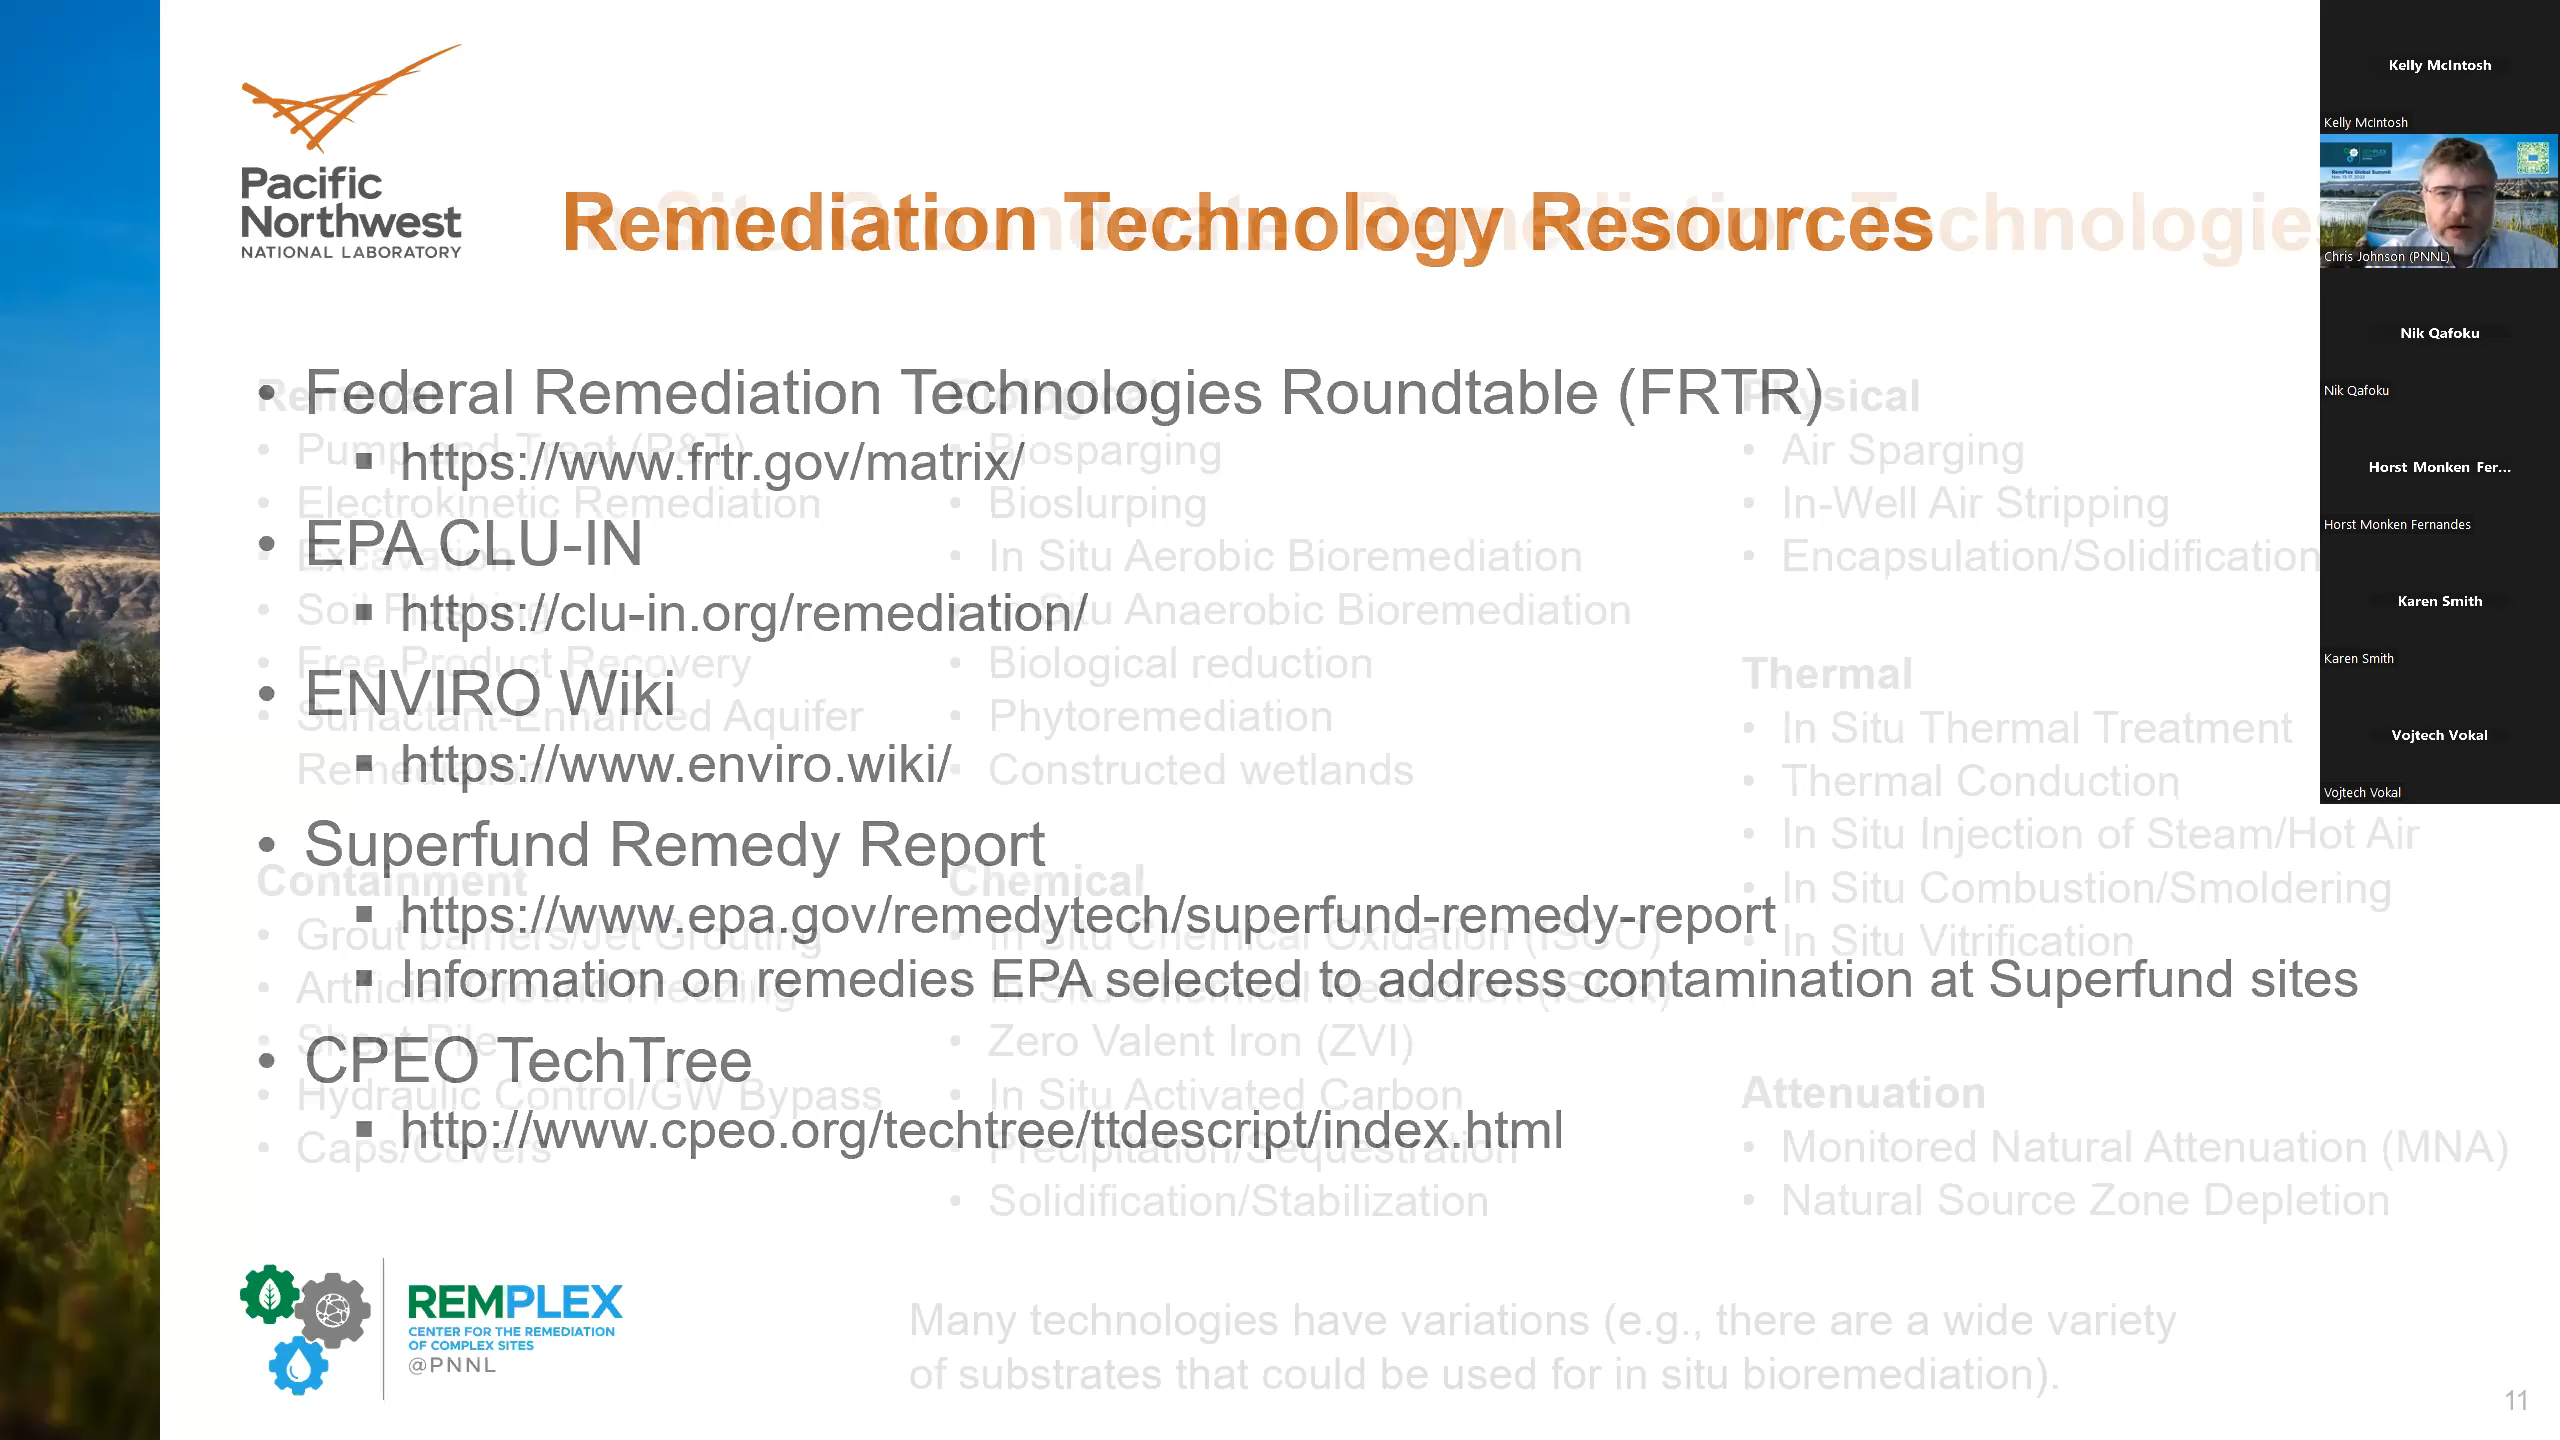 Pacific
Northwest
NATIONAL LABORATORY
Remediation Technology Resources
• Federal Remediation Technologies Roundtable (FRTR)
▪ https://www.frtr.gov/matrix/
• EPA CLU-IN
▪ https://clu-in.org/remediation/
• ENVIRO Wiki
▪ https://www.enviro.wiki/
• Superfund Remedy Report
▪ https://www.epa.gov/remedytech/superfund-remedy-report
▪ Information on remedies EPA selected to address contamination at Superfund sites
• CPEO TechTree
▪ http://www.cpeo.org/techtree/ttdescript/index.html
In Situ Groundwater Remediation Technologies
Removal
• Pump and Treat (P&T)
• Electrokinetic Remediation
• Excavation
• Soil Flushing
• Free Product Recovery
• Surfactant-Enhanced Aquifer
Remediation
Containment
• Grout barriers/Jet Grouting
• Artificial Ground Freezing
• Sheet Pile
• Hydraulic Control/GW Bypass
• Caps/Covers
Biological
• Biosparging
• Bioslurping
• In Situ Aerobic Bioremediation
• In Situ Anaerobic Bioremediation
• Biological reduction
• Phytoremediation
• Constructed wetlands
Chemical
• In Situ Chemical Oxidation (ISCO)
• In Situ Chemical Reduction (ISCR)
• Zero Valent Iron (ZVI)
• In Situ Activated Carbon
• Precipitation/Sequestration
• Solidification/Stabilization
Physical
• Air Sparging
• In-Well Air Stripping
• Encapsulation/Solidification
Thermal
• In Situ Thermal Treatment
• Thermal Conduction
• In Situ Injection of Steam/Hot Air
• In Situ Combustion/Smoldering
• In Situ Vitrification
Attenuation
• Monitored Natural Attenuation (MNA)
• Natural Source Zone Depletion
Many technologies have variations (e.g., there are a wide variety
of substrates that could be used for in situ bioremediation).
REMPLEX
CENTER FOR THE REMEDIATION
OF COMPLEX SITES
@PNNL
11
Kelly McIntosh
Kelly McIntosh
REMPLEX
RemPlex Global Summit
Chris Johnson (PNNL)
Nik Qafoku
Nik Qafoku
Horst Monken Fer...
Horst Monken Fernandes
Karen Smith
Karen Smith
Vojtech Vokal
Vojtech Vokal